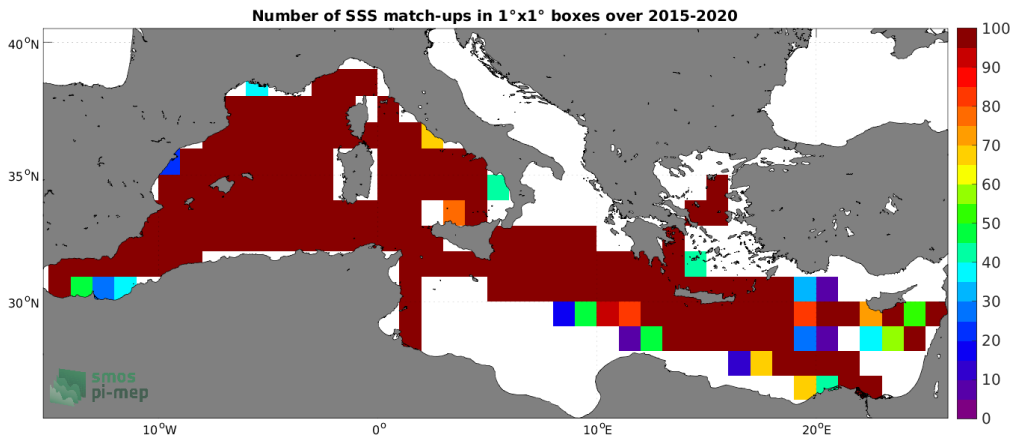 Number of SSS match-ups in 1°x1° boxes over 2015-2020
40°N
35°N
30°N
10°W
0°
10°E
20°E
100
90
80
70
60
50
40
30
20
10
0
smos
pi-mep